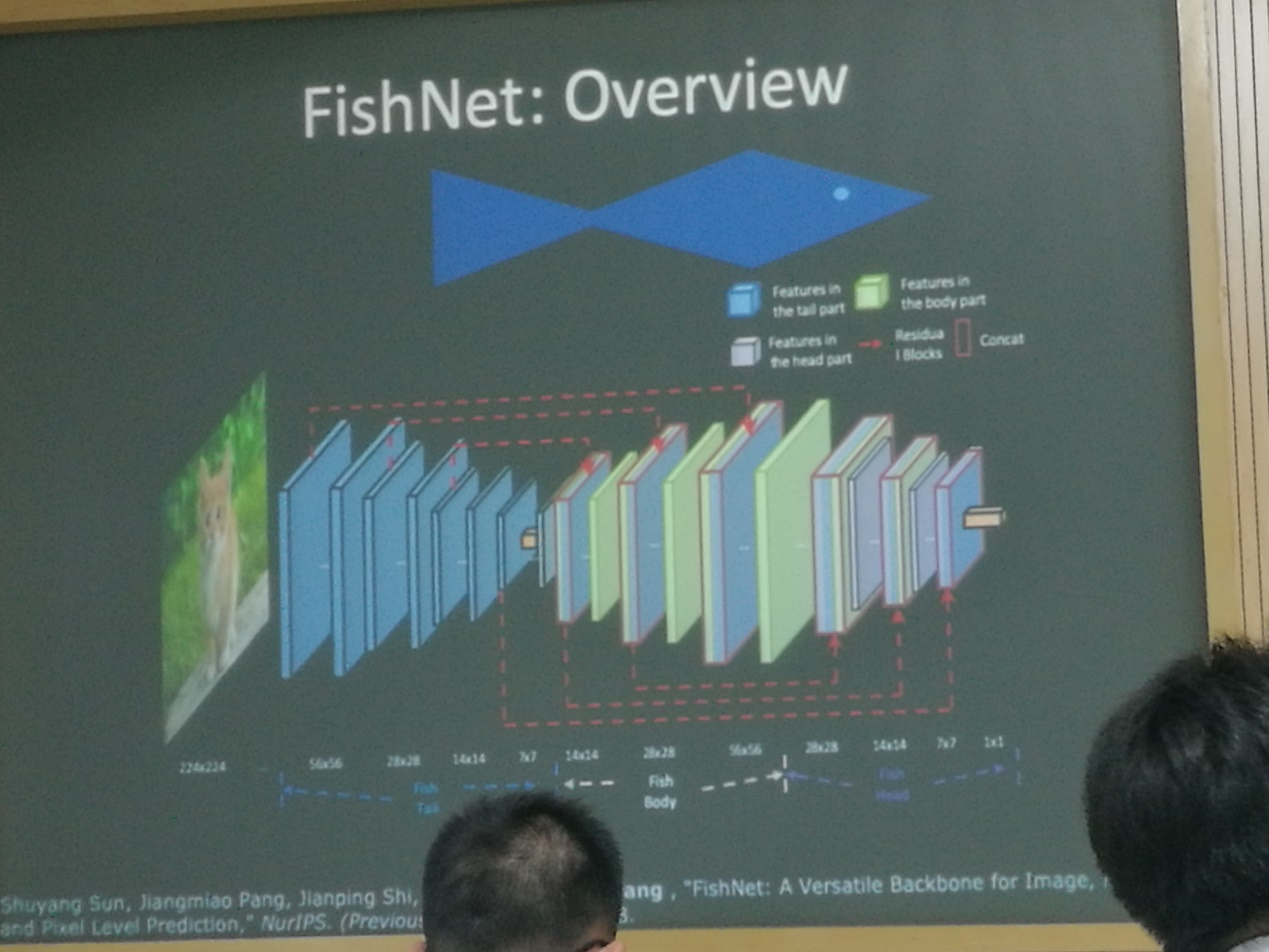 FishNet: Overview
Features in
the tail part
Features in
the body part
Features in
the head part
Residua
l Blocks
Concat
224x224 56x56 28x28 14x14 7x7 14x14 28x28 56x56 28x28 14x14 7x7 1x1
Fish
Tail
Fish
Body
Fish
Head
Shuyang Sun, Jiangmiao Pang, Jianping Shi, ang , "FishNet: A Versatile Backbone for Image,
and Pixel Level Prediction," NurIPS. (Previous 8.